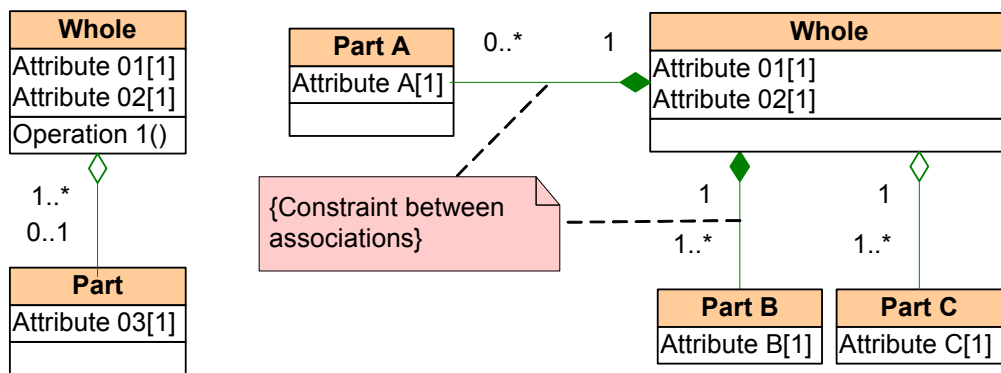 Whole
Attribute 01[1]
Attribute 02[1]
Operation 1()
1..*
0..1
Part
Attribute 03[1]
Part A
Attribute A[1]
0..*
1
Whole
Attribute 01[1]
Attribute 02[1]
{Constraint between
associations}
1
1..*
1
1..*
Part B
Attribute B[1]
Part C
Attribute C[1]